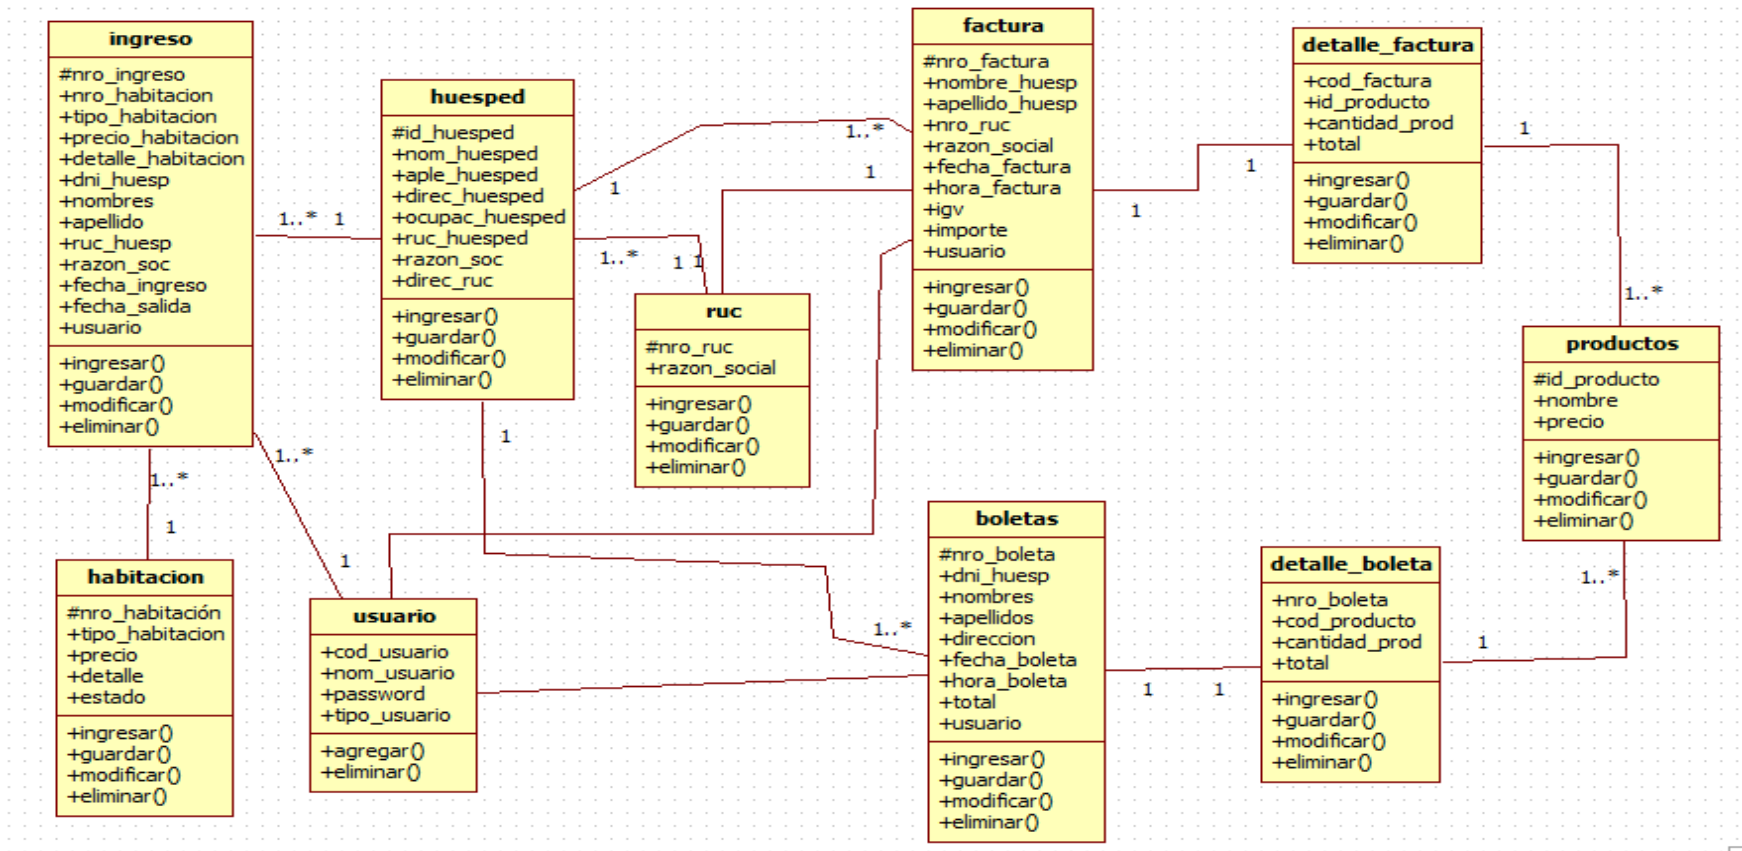 ingreso
#nro_ingreso
+nro_habitacion
+tipo_habitacion
+precio_habitacion
+detalle_habitacion
+dni_huesp
+nombres
+apellido
+ruc_huesp
+razon_soc
+fecha_ingreso
+fecha_salida
+usuario
+ingresar()
+guardar()
+modificar()
+eliminar()
1..* 1
huesped
#id_huesped
+nom_huesped
+aple_huesped
+direc_huesped
+ocupac_huesped
+ruc_huesped
+razon_soc
+direc_ruc
+ingresar()
+guardar()
+modificar()
+eliminar()
1
1..*
1..*
1 1
1
ruc
#nro_ruc
+razon_social
+ingresar()
+guardar()
+modificar()
+eliminar()
factura
#nro_factura
+nombre_huesp
+apellido_huesp
+nro_ruc
+razon_social
+fecha_factura
+hora_factura
+igv
+importe
+usuario
+ingresar()
+guardar()
+modificar()
+eliminar()
1
1
detalle_factura
+cod_factura
+id_producto
+cantidad_prod
+total
+ingresar()
+guardar()
+modificar()
+eliminar()
1
1..*
productos
#id_producto
+nombre
+precio
+ingresar()
+guardar()
+modificar()
+eliminar()
1..*
1..*
1
habitacion
#nro_habitación
+tipo_habitacion
+precio
+detalle
+estado
+ingresar()
+guardar()
+modificar()
+eliminar()
1..*
1
usuario
+cod_usuario
+nom_usuario
+password
+tipo_usuario
+agregar()
+eliminar()
1
1..*
boletas
#nro_boleta
+dni_huesp
+nombres
+apellidos
+direccion
+fecha_boleta
+hora_boleta
+total
+usuario
+ingresar()
+guardar()
+modificar()
+eliminar()
1 1
detalle_boleta
+nro_boleta
+cod_producto
+cantidad_prod
+total
+ingresar()
+guardar()
+modificar()
+eliminar()
1